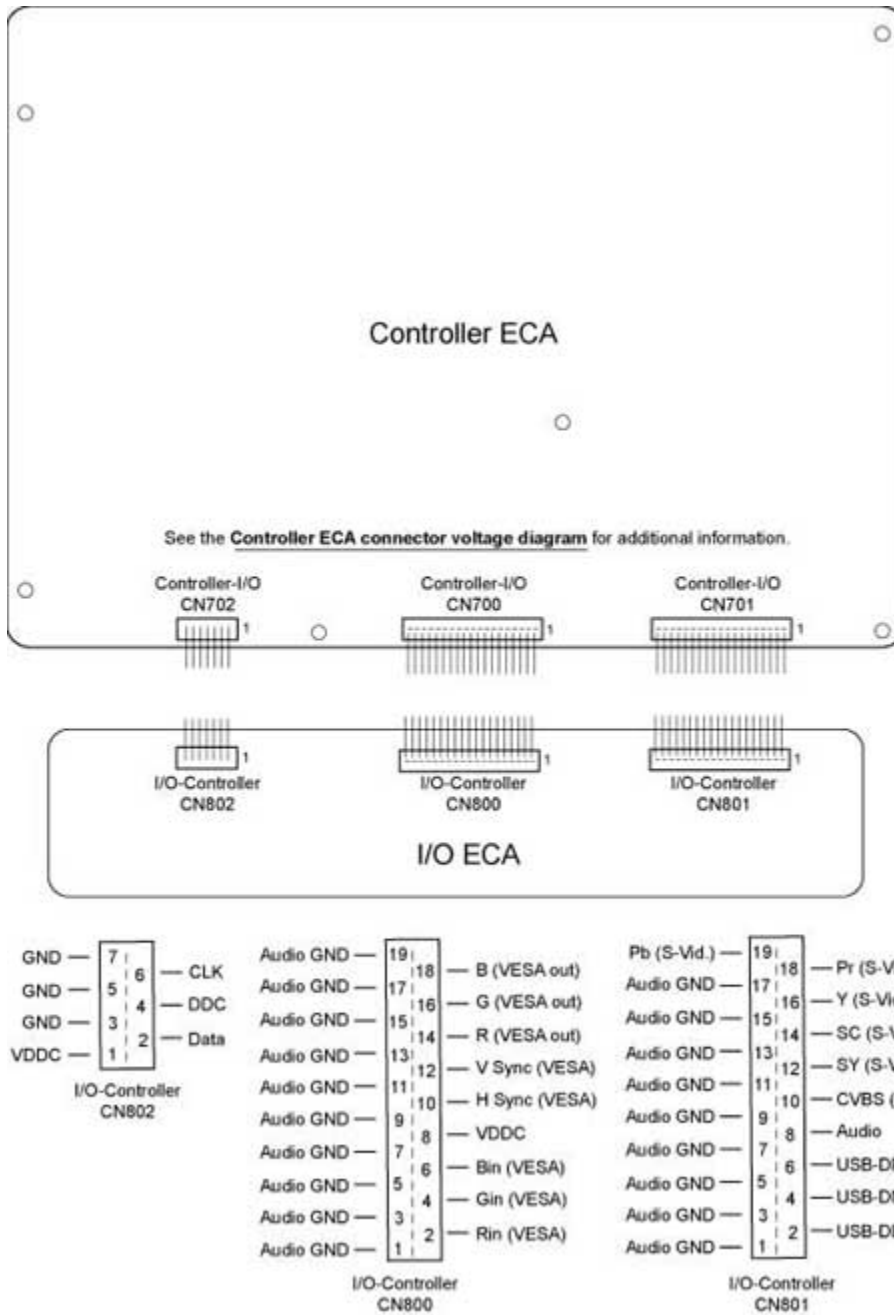 Controller ECA
See the Controller ECA connector voltage diagram for additional information.
Controller-I/O
CN702
1
Controller-I/O
CN700
1
Controller-I/O
CN701
1
1
I/O-Controller
CN802
1
I/O-Controller
CN800
1
I/O-Controller
CN801
I/O ECA
GND 7
6 CLK
GND 5
4 DDC
GND 3
2 Data
VDDC 1
I/O-Controller
CN802
Audio GND 19
18 B (VESA out)
Audio GND 17
16 G (VESA out)
Audio GND 15
14 R (VESA out)
Audio GND 13
12 V Sync (VESA)
Audio GND 11
10 H Sync (VESA)
Audio GND 9
8 VDDC
Audio GND 7
6 Bin (VESA)
Audio GND 5
4 Gin (VESA)
Audio GND 3
2 Rin (VESA)
Audio GND 1
I/O-Controller
CN800
Pb (S-Vid.) 19
18 Pr
Audio GND 17
16 Y
Audio GND 15
14 SC
Audio GND 13
12 SY
Audio GND 11
10 CVBS
Audio GND 9
8 Audio
Audio GND 7
6
Audio GND 5
4
Audio GND 3
2
Audio GND 1
I/O-Controller
CN801